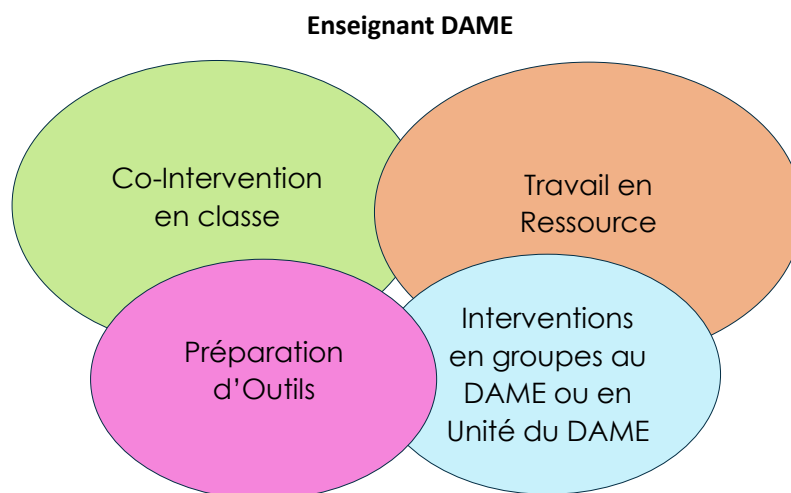 Enseignant DAME
Co-Intervention
en classe
Travail en
Ressource
Préparation
d’Outils
Interventions
en groupes au
DAME ou en
Unité du DAME